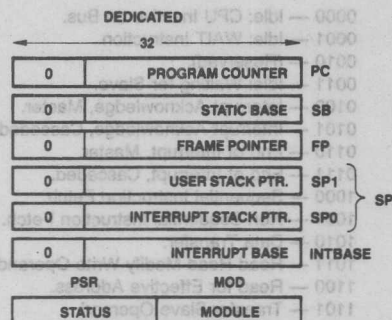 DEDICATED
32
0 PROGRAM COUNTER PC
0 STATIC BASE SB
0 FRAME POINTER FP
0 USER STACK PTR. SP1
SP
0 INTERRUPT STACK PTR. SP0
0 INTERRUPT BASE INTBASE
PSR MOD
STATUS MODULE